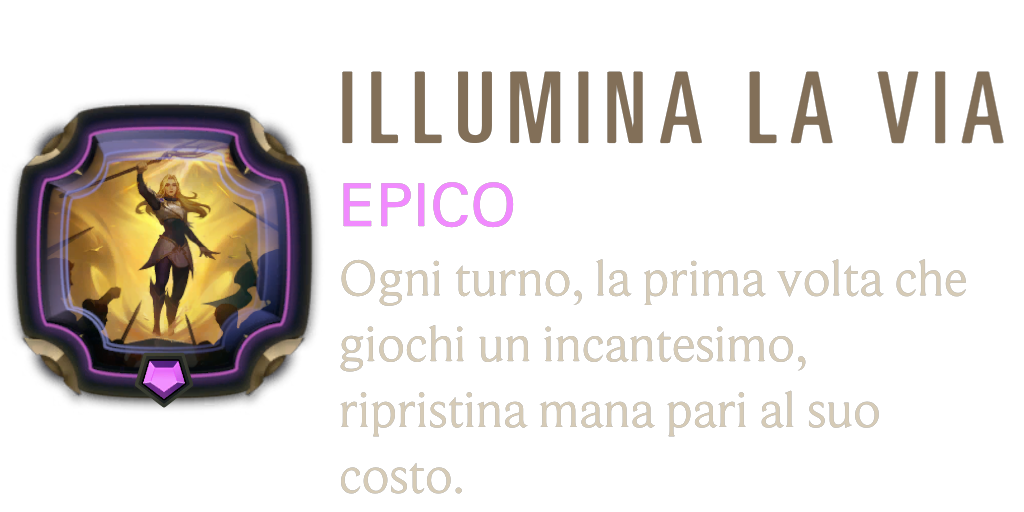 ILLUMINA LA VIA
EPICO
Ogni turno, la prima volta che
giochi un incantesimo,
ripristina mana pari al suo
costo.